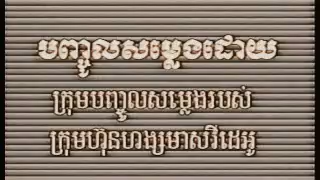 បញ្ចូលសម្លេងដោយ
ក្រុមបញ្ចូលសម្លេងរបស់
ក្រុមហ៊ុនហង្សមាសវីដេអូ